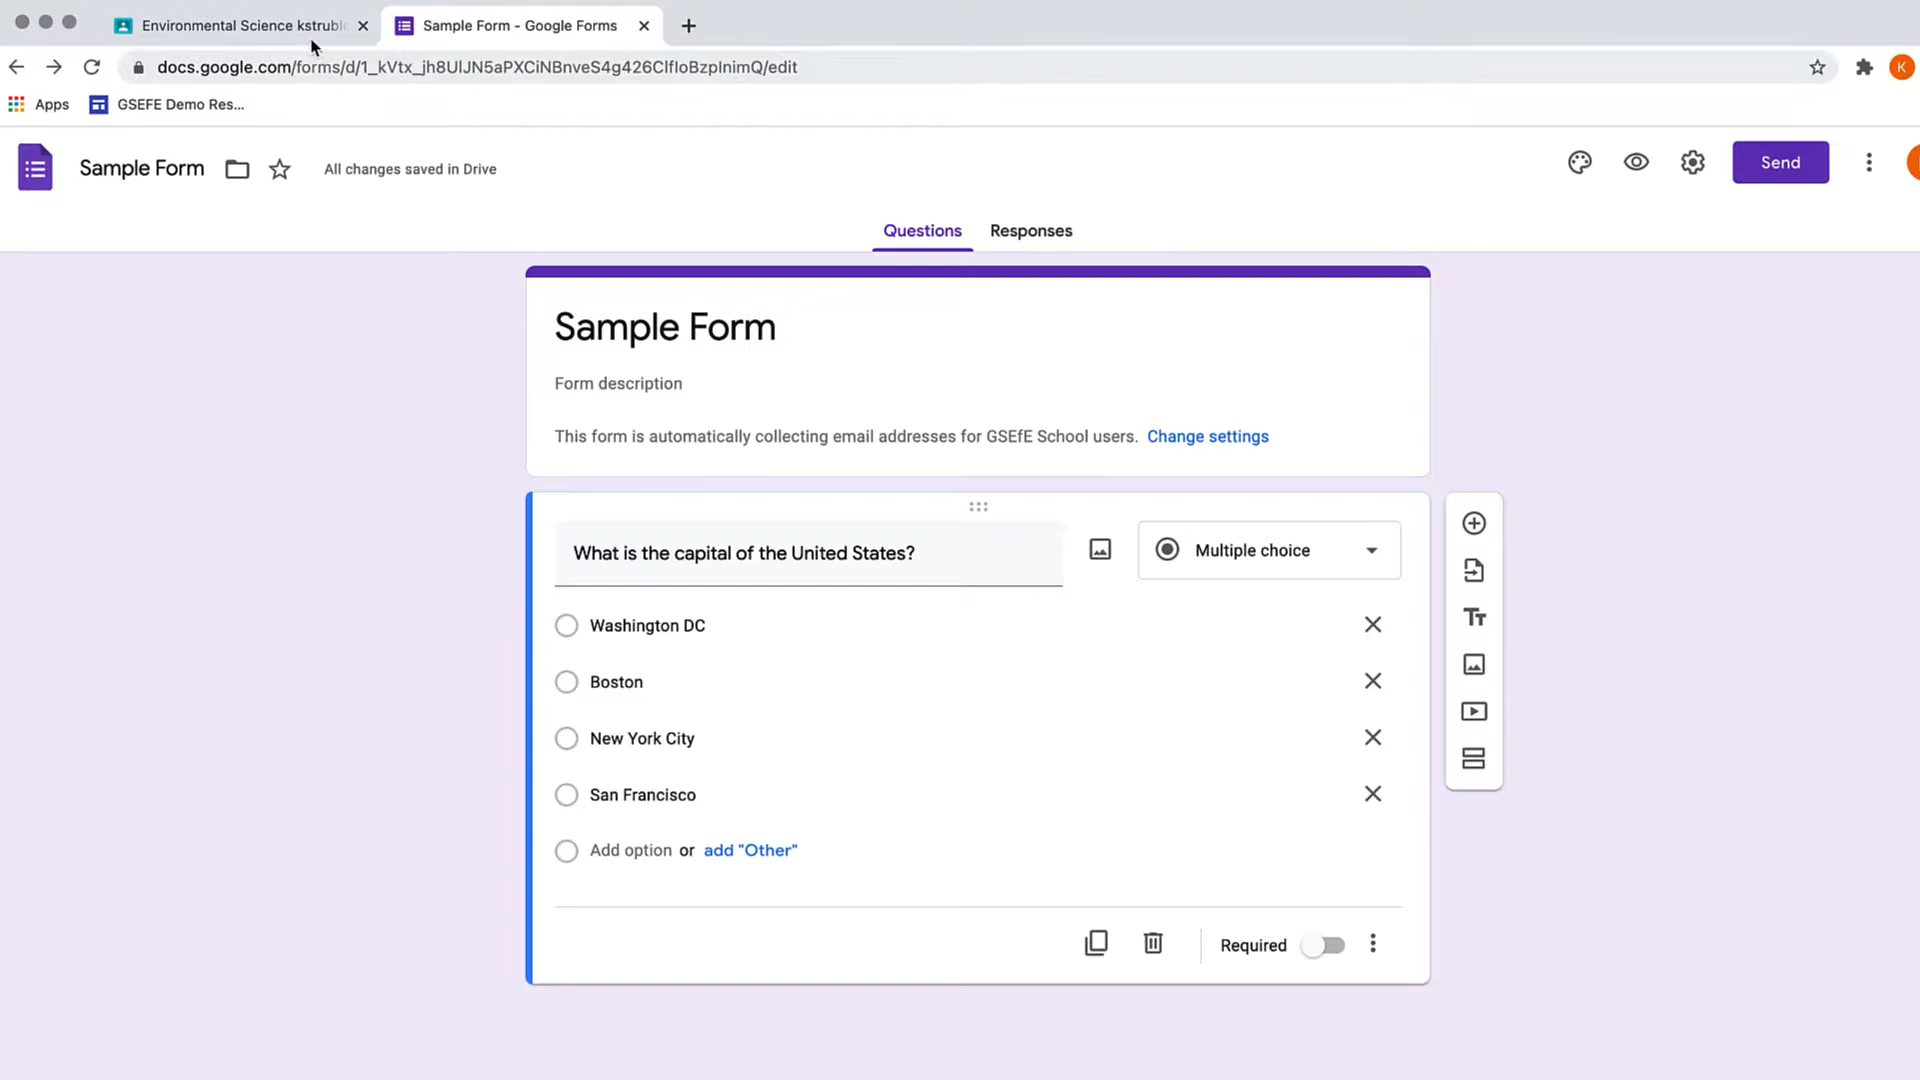 Environmental Science kstruble
Sample Form - Google Forms
docs.google.com/forms/d/1_kVtx_jh8UlJN5aPXCiNBnveS4g426ClfIoBzplnimQ/edit
K
Apps
GSEFE Demo Res...
Sample Form
All changes saved in Drive
Send
Questions
Responses
Sample Form
Form description
This form is automatically collecting email addresses for GSEfE School users. Change settings
What is the capital of the United States?
Multiple choice
Washington DC
Boston
New York City
San Francisco
Add option or add "Other"
Required